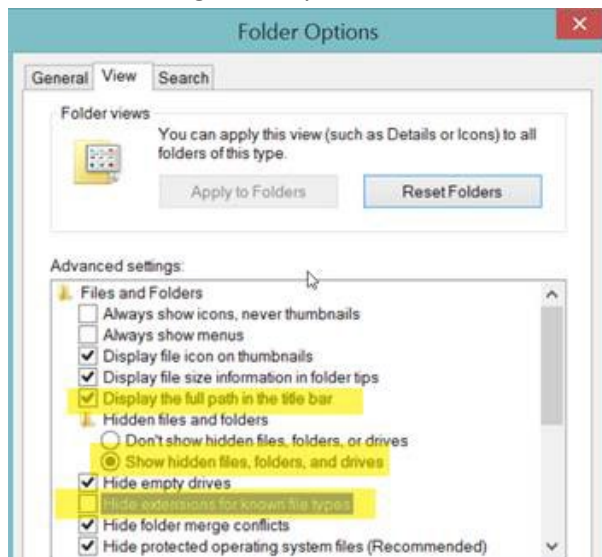 Folder Options
General View Search
Folder views
You can apply this view (such as Details or Icons) to all
folders of this type.
Apply to Folders Reset Folders
Advanced settings:
Files and Folders
Always show icons, never thumbnails
Always show menus
Display file icon on thumbnails
Display file size information in folder tips
Display the full path in the title bar
Hidden files and folders
Don't show hidden files, folders, or drives
Show hidden files, folders, and drives
Hide empty drives
Hide extensions for known file types
Hide folder merge conflicts
Hide protected operating system files (Recommended)